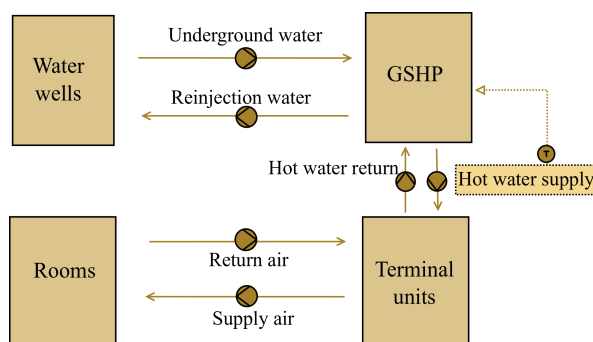 Underground water
Water
wells
GSHP
Reinjection water
T
Hot water return
Hot water supply
Rooms
Return air
Terminal
units
Supply air